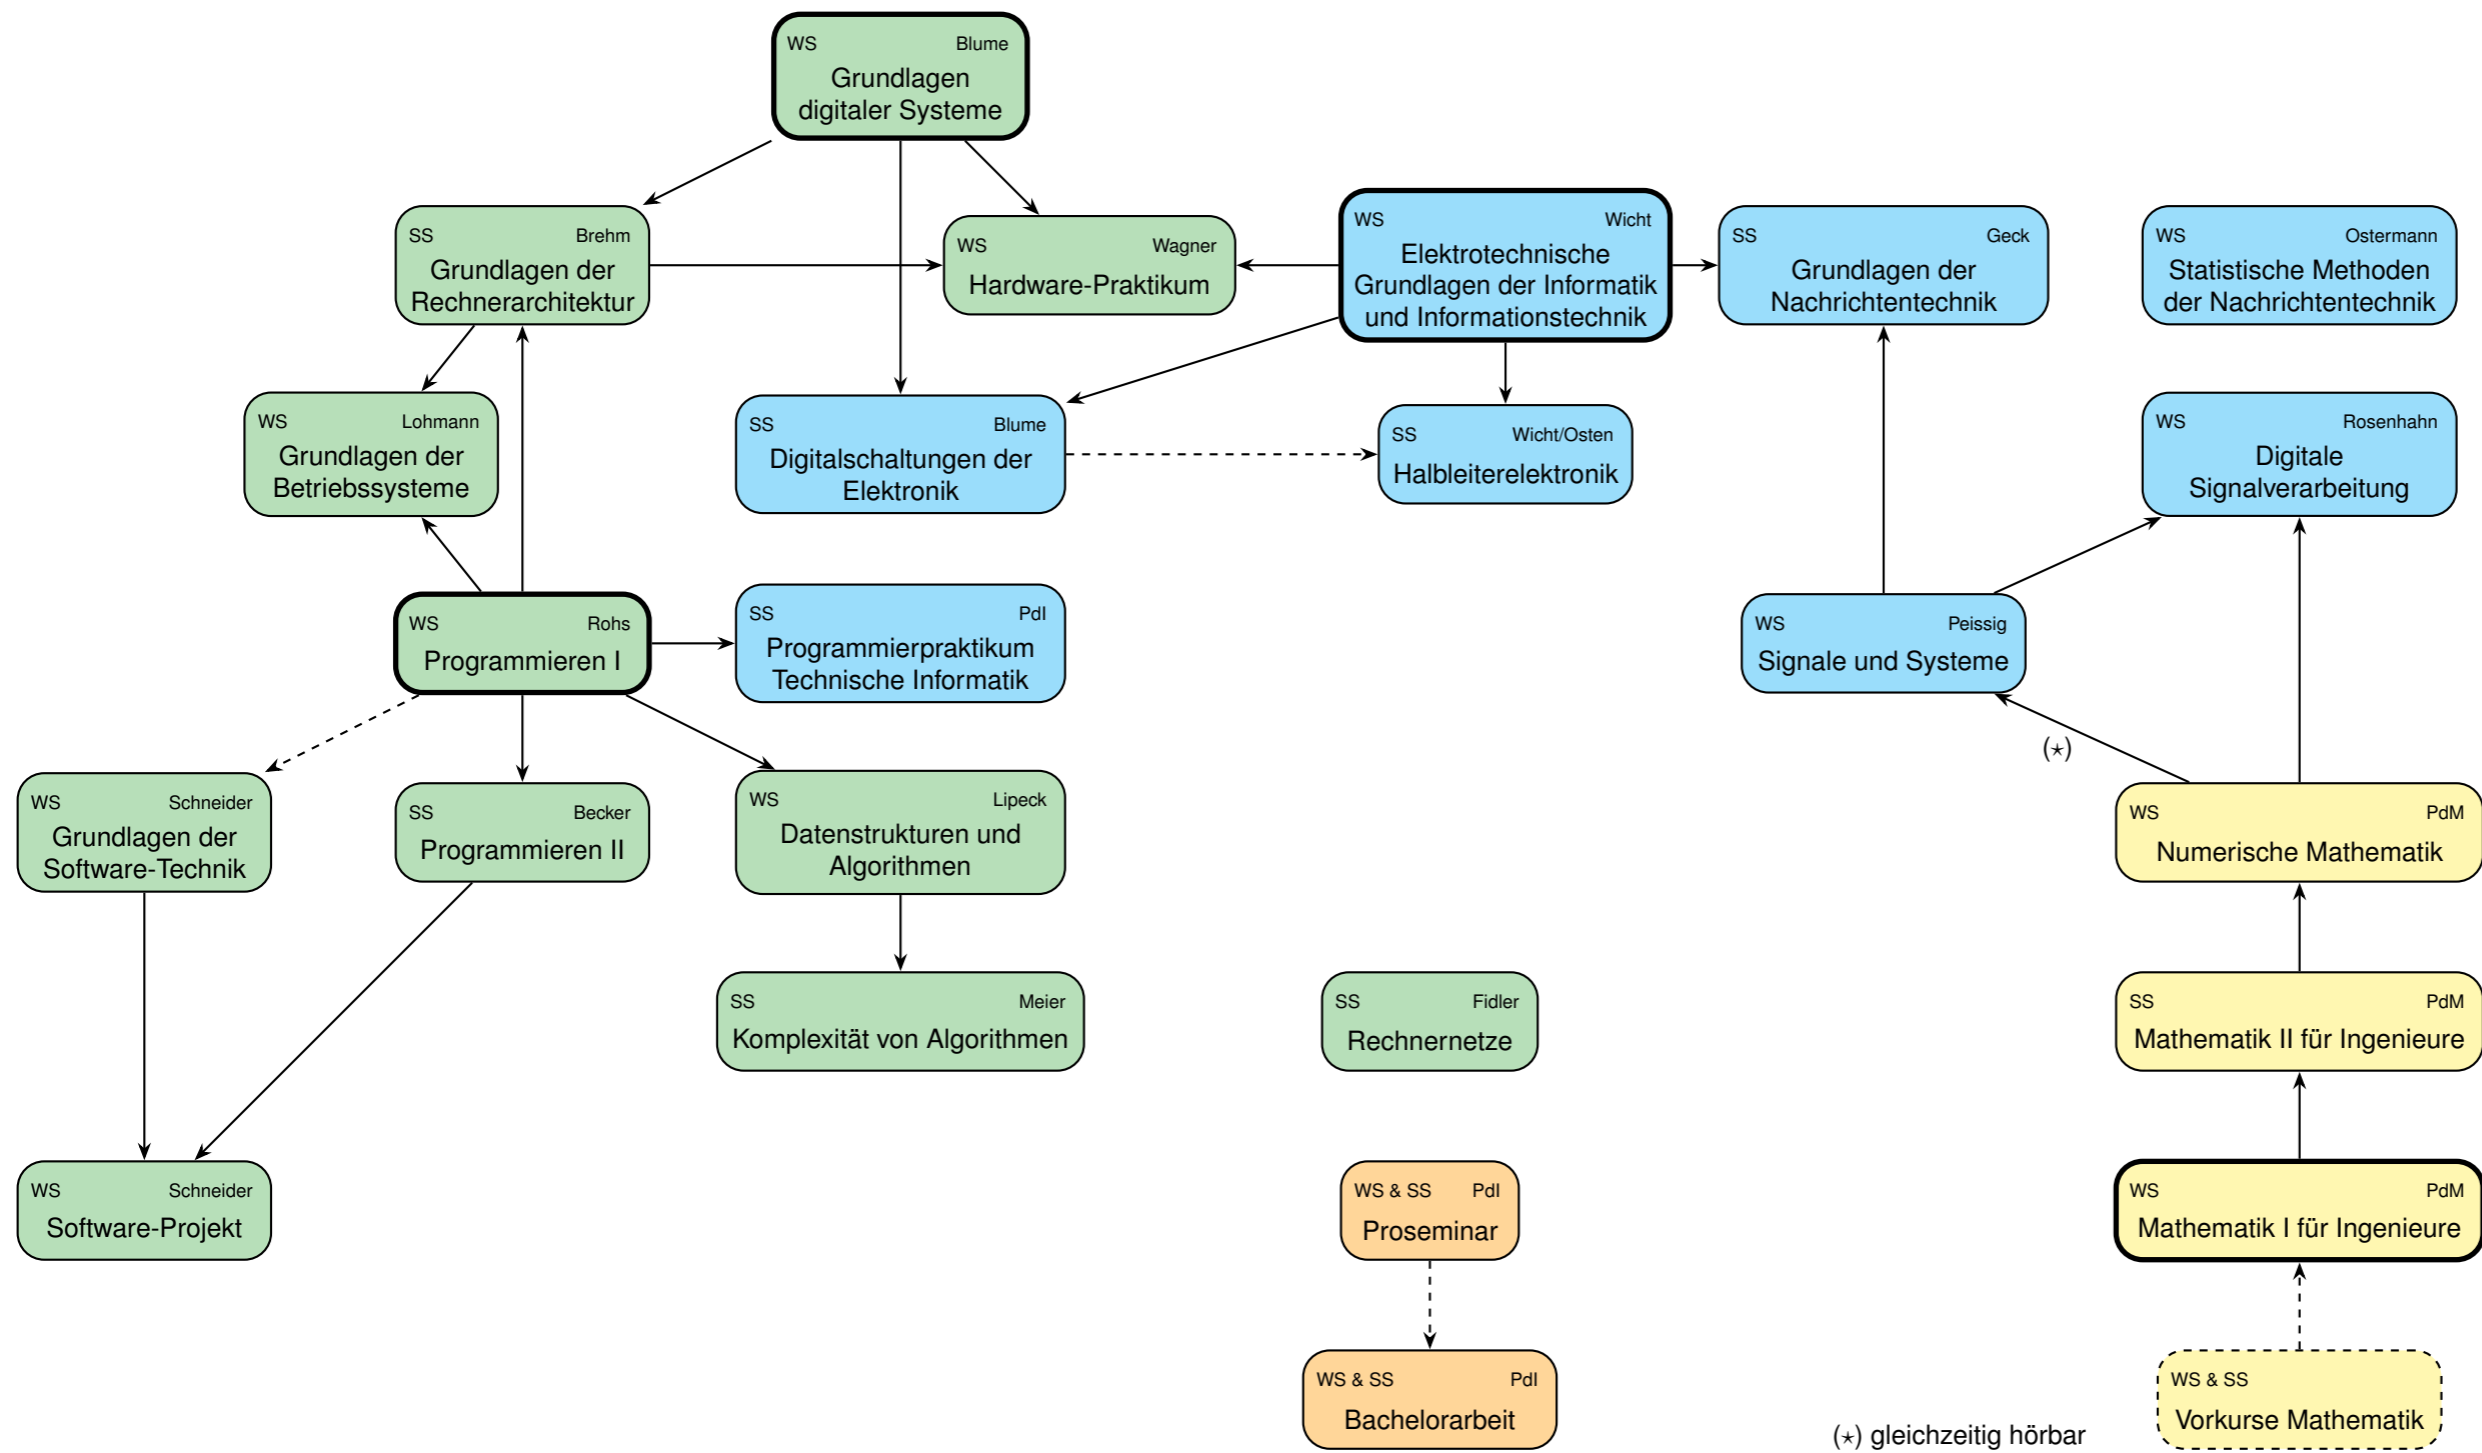 WS Blume
Grundlagen
digitaler Systeme
SS Brehm
Grundlagen der
Rechnerarchitektur
WS Wagner
Hardware-Praktikum
WS Wicht
Elektrotechnische
Grundlagen der Informatik
und Informationstechnik
SS Geck
Grundlagen der
Nachrichtentechnik
WS Ostermann
Statistische Methoden
der Nachrichtentechnik
WS Lohmann
Grundlagen der
Betriebssysteme
SS Blume
Digitalschaltungen der
Elektronik
SS Wicht/Osten
Halbleiterelektronik
WS Rosenhahn
Digitale
Signalverarbeitung
WS Rohs
Programmieren I
SS PdI
Programmierpraktikum
Technische Informatik
WS Peissig
Signale und Systeme
(⋆)
WS Schneider
Grundlagen der
Software-Technik
SS Becker
Programmieren II
WS Lipeck
Datenstrukturen und
Algorithmen
WS PdM
Numerische Mathematik
SS Meier
Komplexität von Algorithmen
SS Fidler
Rechnernetze
SS PdM
Mathematik II für Ingenieure
WS Schneider
Software-Projekt
WS & SS PdI
Proseminar
WS PdM
Mathematik I für Ingenieure
WS & SS PdI
Bachelorarbeit
WS & SS
Vorkurse Mathematik
(⋆) gleichzeitig hörbar